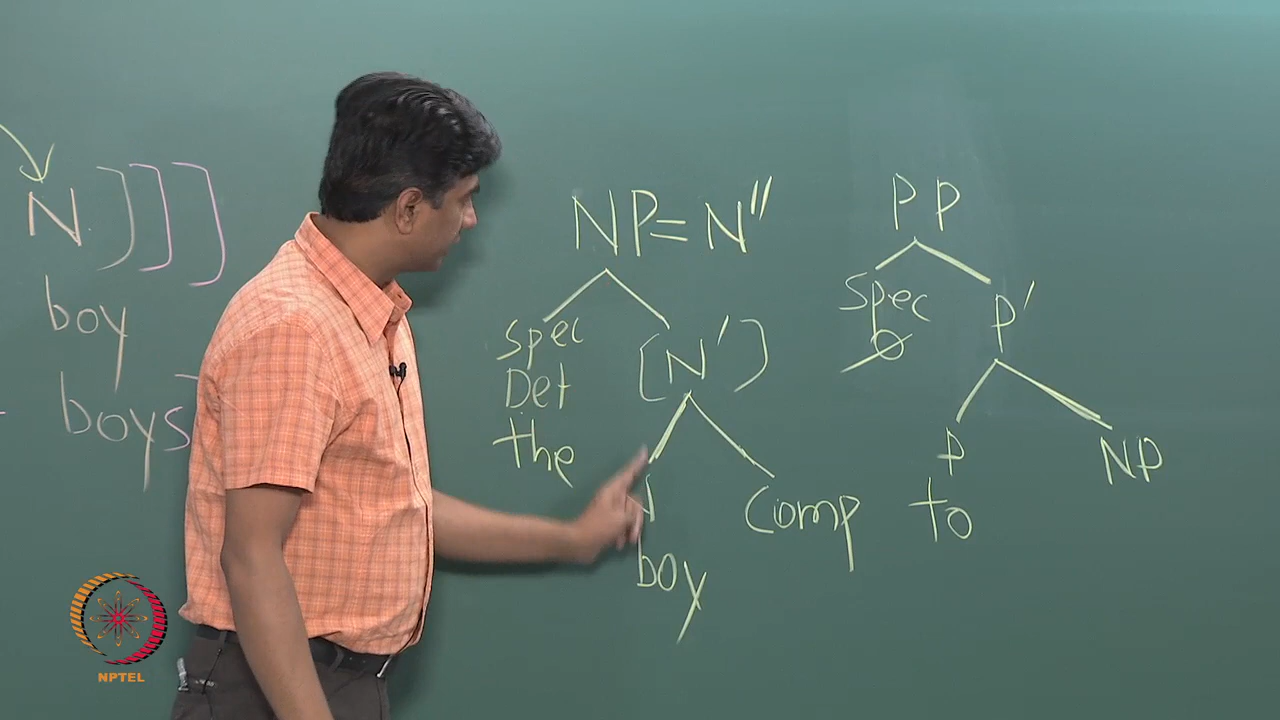 N ] ] ]
boy
boys
NP = N"
Spec [N']
Det
the
N Comp
boy
PP
Spec P'
Ø
P NP
to
NPTEL